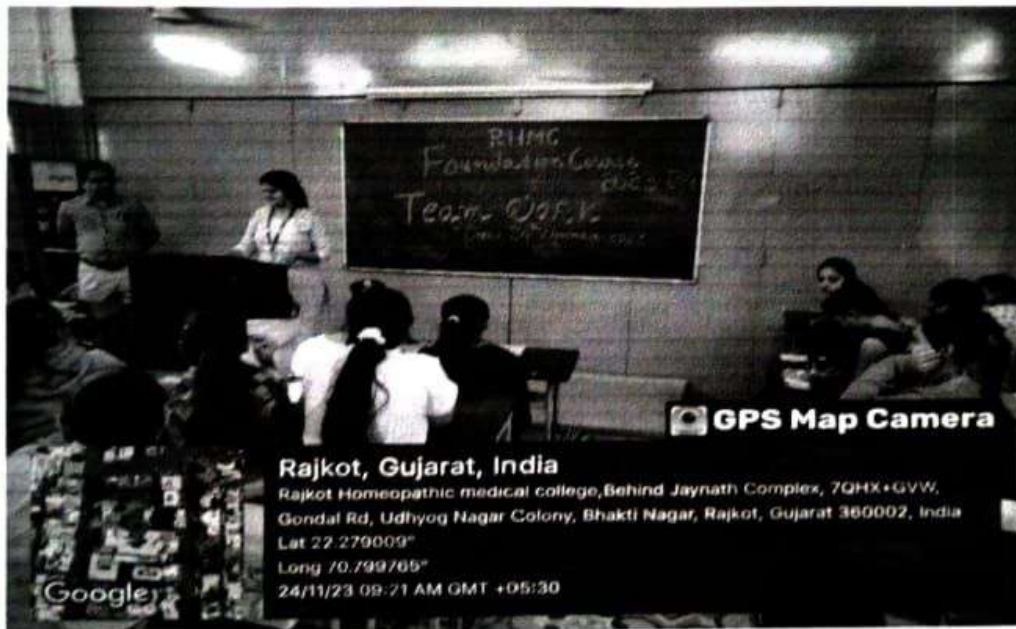 RHMC
Foundation Course
Team Work
GPS Map Camera
Rajkot, Gujarat, India
Rajkot Homeopathic medical college,Behind Jaynath Complex, 7QHX+GVW,
Gondal Rd, Udhyog Nagar Colony, Bhakti Nagar, Rajkot, Gujarat 360002, India
Lat 22.279009°
Long 70.799765°
24/11/23 09:21 AM GMT +05:30
Google